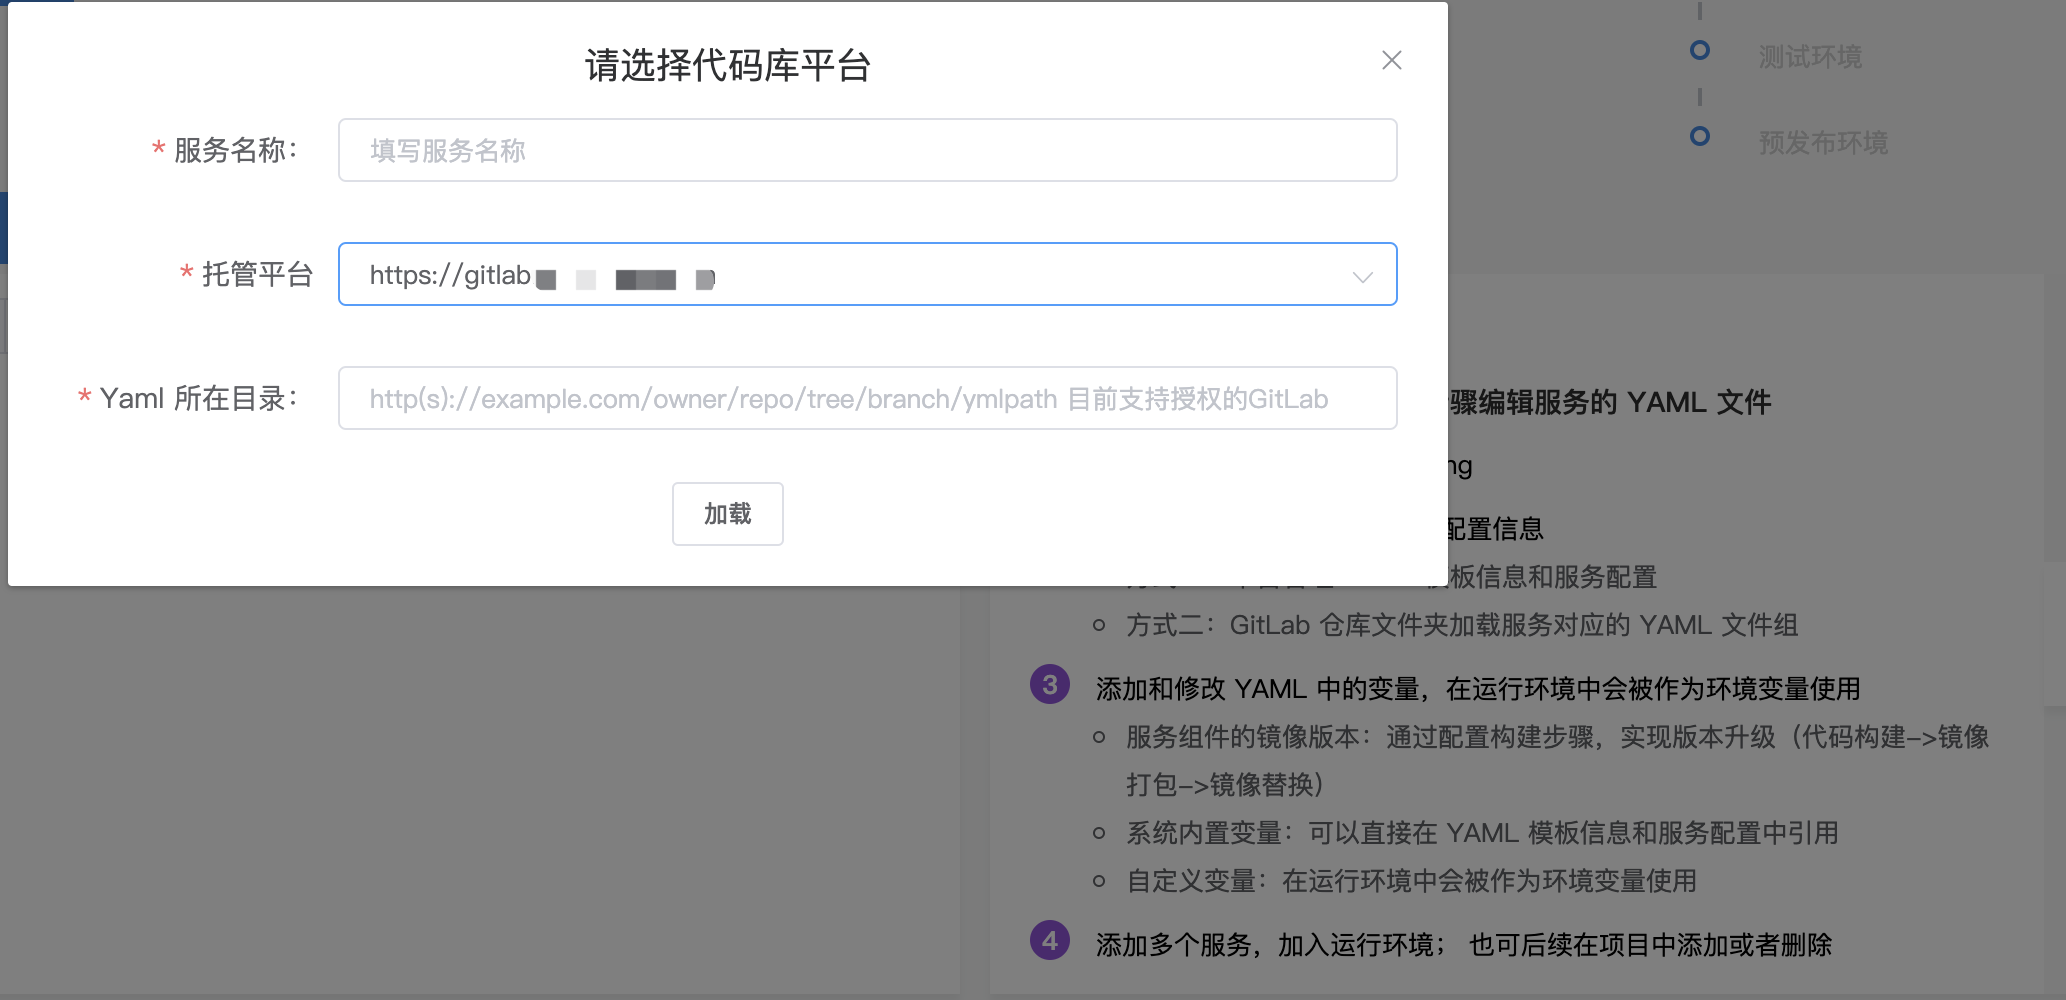 请选择代码库平台
* 服务名称：
填写服务名称
* 托管平台
https://gitlab
* Yaml 所在目录：
http(s)://example.com/owner/repo/tree/branch/ymlpath 目前支持授权的GitLab
加载
测试环境
预发布环境
骤编辑服务的 YAML 文件
ng
配置信息
板信息和服务配置
方式二：GitLab 仓库文件夹加载服务对应的 YAML 文件组
3 添加和修改 YAML 中的变量，在运行环境中会被作为环境变量使用
服务组件的镜像版本：通过配置构建步骤，实现版本升级（代码构建->镜像
打包->镜像替换）
系统内置变量：可以直接在 YAML 模板信息和服务配置中引用
自定义变量：在运行环境中会被作为环境变量使用
4 添加多个服务，加入运行环境； 也可后续在项目中添加或者删除